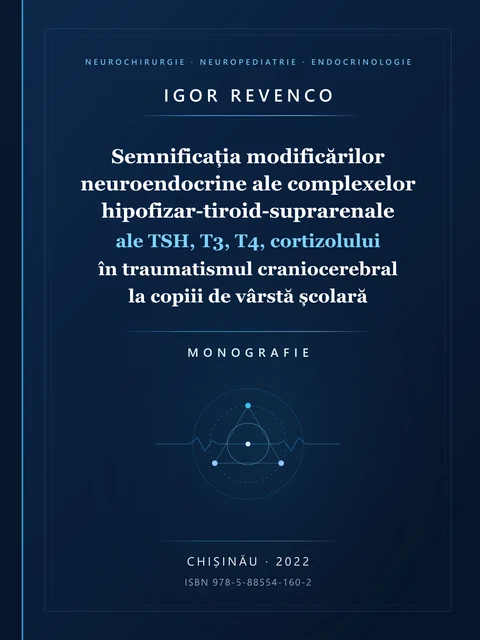 NEUROCHIRURGIE · NEUROPEDIATRIE · ENDOCRINOLOGIE
IGOR REVENCO
Semnificația modificărilor
neuroendocrine ale complexelor
hipofizar-tiroid-suprarenale
ale TSH, T3, T4, cortizolului
în traumatismul craniocerebral
la copiii de vârstă școlară
MONOGRAFIE
CHIȘINĂU · 2022
ISBN 978-5-88554-160-2